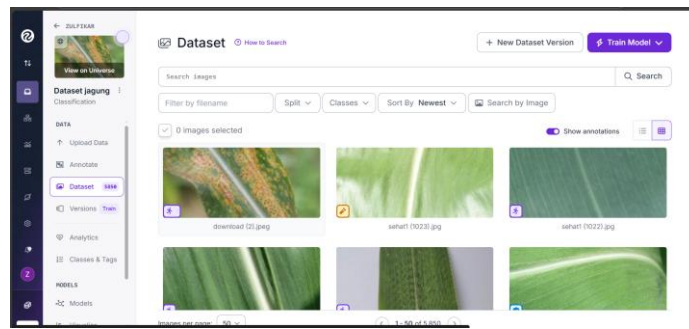 ← ZULFIKAR
View on Universe
Dataset jagung
Classification
DATA
Upload Data
Annotate
Dataset 5850
Versions Train
Analytics
Classes & Tags
MODELS
Models
Z
Dataset
How to Search
+ New Dataset Version
Train Model
Search images
Search
Filter by filename
Split
Classes
Sort By Newest
Search by Image
0 images selected
Show annotations
download (2).jpeg
sehat1 (1023).jpg
sehat1 (1022).jpg
Images per page: 50
1 - 50 of 5.850